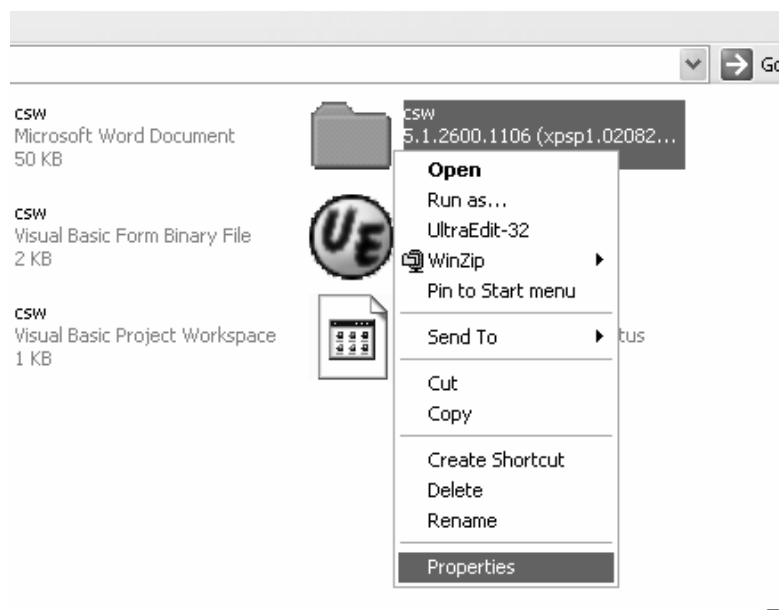 Go
csw
Microsoft Word Document
50 KB
csw
5.1.2600.1106 (xpsp1.02082...
csw
Visual Basic Form Binary File
2 KB
UE
csw
Visual Basic Project Workspace
1 KB
tus
Open
Run as...
UltraEdit-32
WinZip
Pin to Start menu
Send To
Cut
Copy
Create Shortcut
Delete
Rename
Properties